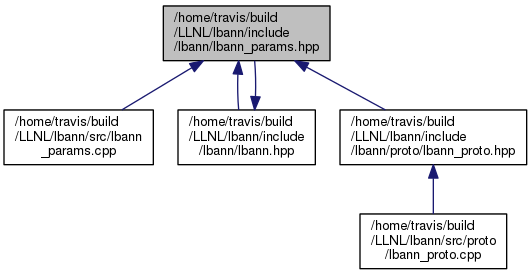 /home/travis/build
/LLNL/lbann/include
/lbann/lbann_params.hpp
/home/travis/build
/LLNL/lbann/src/lbann
_params.cpp
/home/travis/build
/LLNL/lbann/include
/lbann/lbann.hpp
/home/travis/build
/LLNL/lbann/include
/lbann/proto/lbann_proto.hpp
/home/travis/build
/LLNL/lbann/src/proto
/lbann_proto.cpp